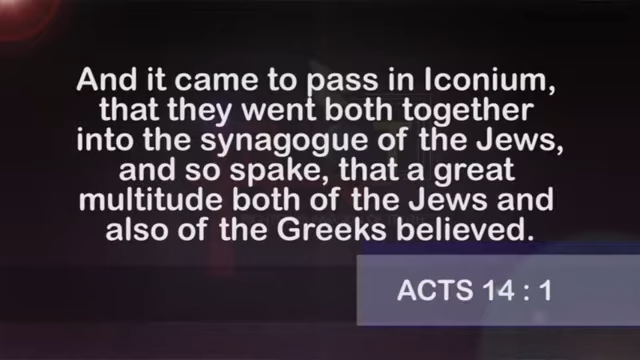 And it came to pass in Iconium,
that they went both together
into the synagogue of the Jews,
and so spake, that a great
multitude both of the Jews and
also of the Greeks believed.
ACTS 14 : 1